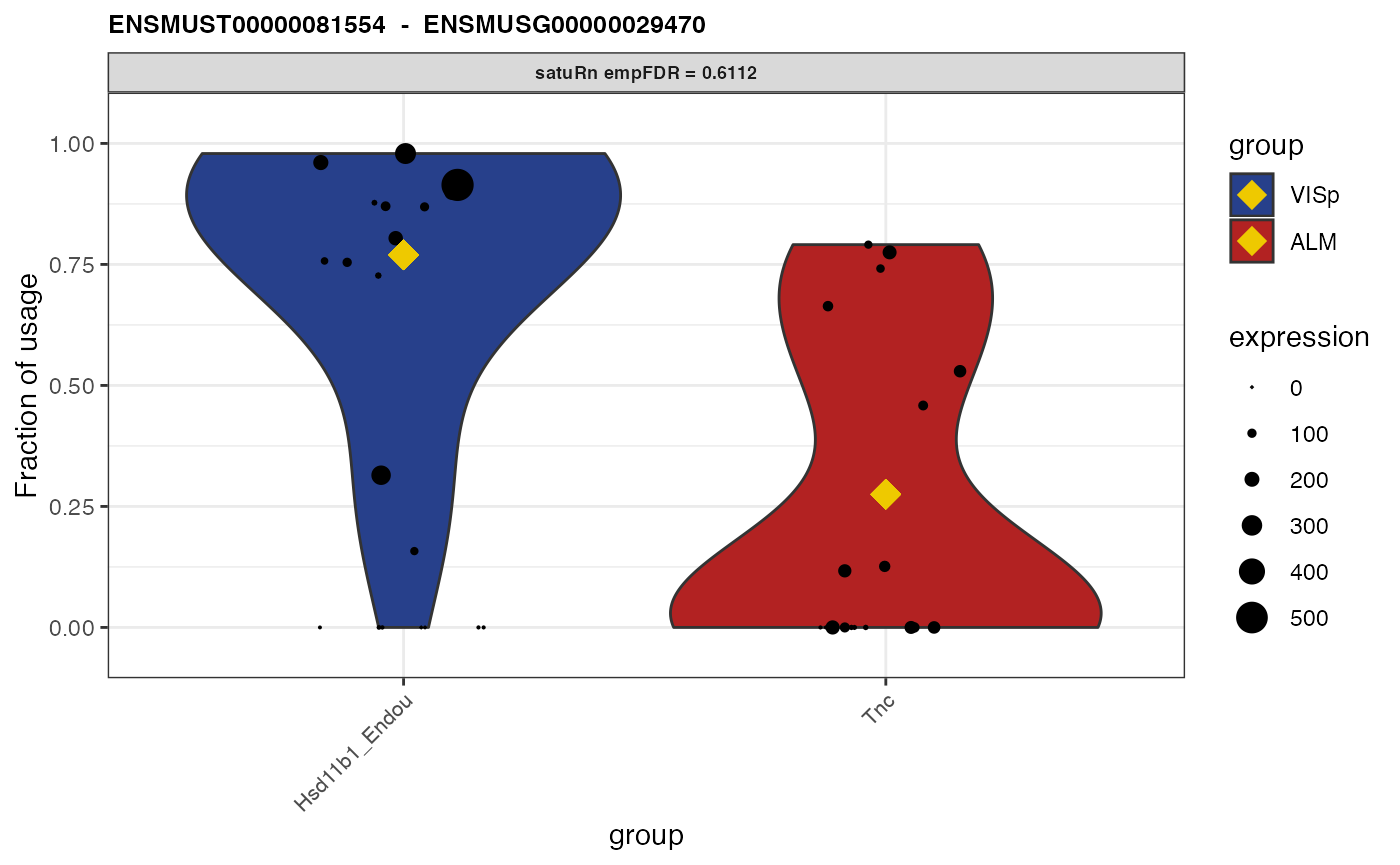 ENSMUST00000081554 - ENSMUSG00000029470
satuRn empFDR = 0.6112
Fraction of usage
1.00
0.75
0.50
0.25
0.00
Hsd11b1_Endou
Tnc
group
group
VISp
ALM
expression
0
100
200
300
400
500